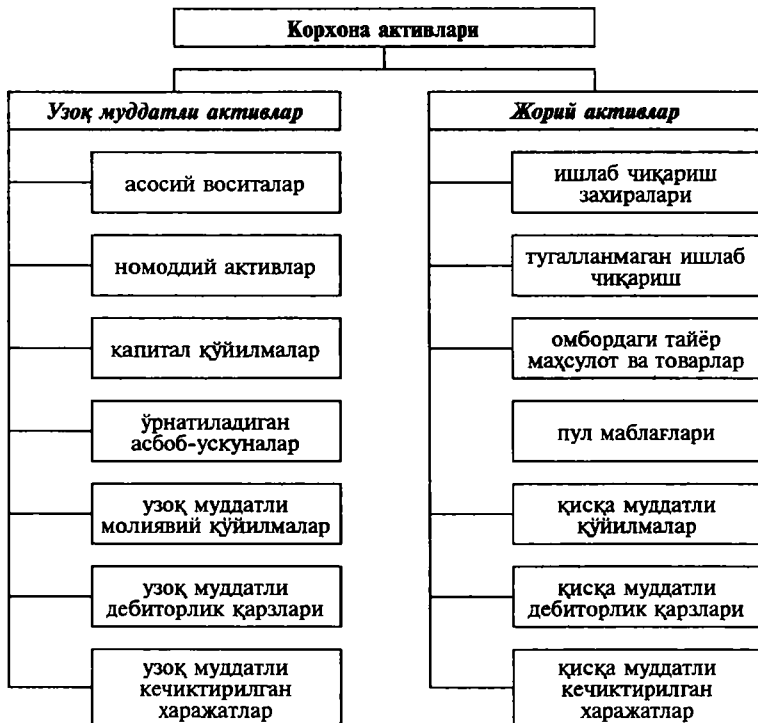 Корхона активлари
Узоқ муддатли активлар
асосий воситалар
номоддий активлар
капитал қўйилмалар
ўрнатиладиган
асбоб-ускуналар
узоқ муддатли
молиявий қўйилмалар
узоқ муддатли
дебиторлик қарзлари
узоқ муддатли
кечиктирилган
харажатлар
Жорий активлар
ишлаб чиқариш
захиралари
тугалланмаган ишлаб
чиқариш
омбордаги тайёр
маҳсулот ва товарлар
пул маблағлари
қисқа муддатли
қўйилмалар
қисқа муддатли
дебиторлик қарзлари
қисқа муддатли
кечиктирилган
харажатлар